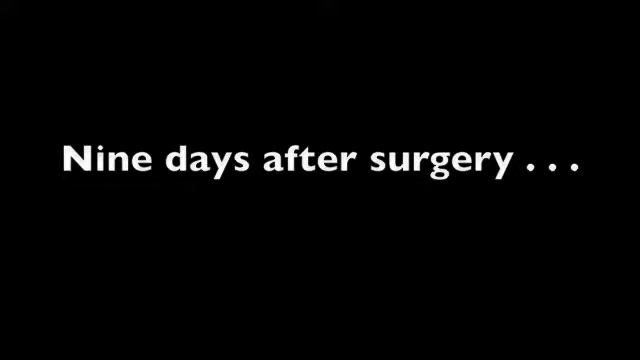 Nine days after surgery . . .